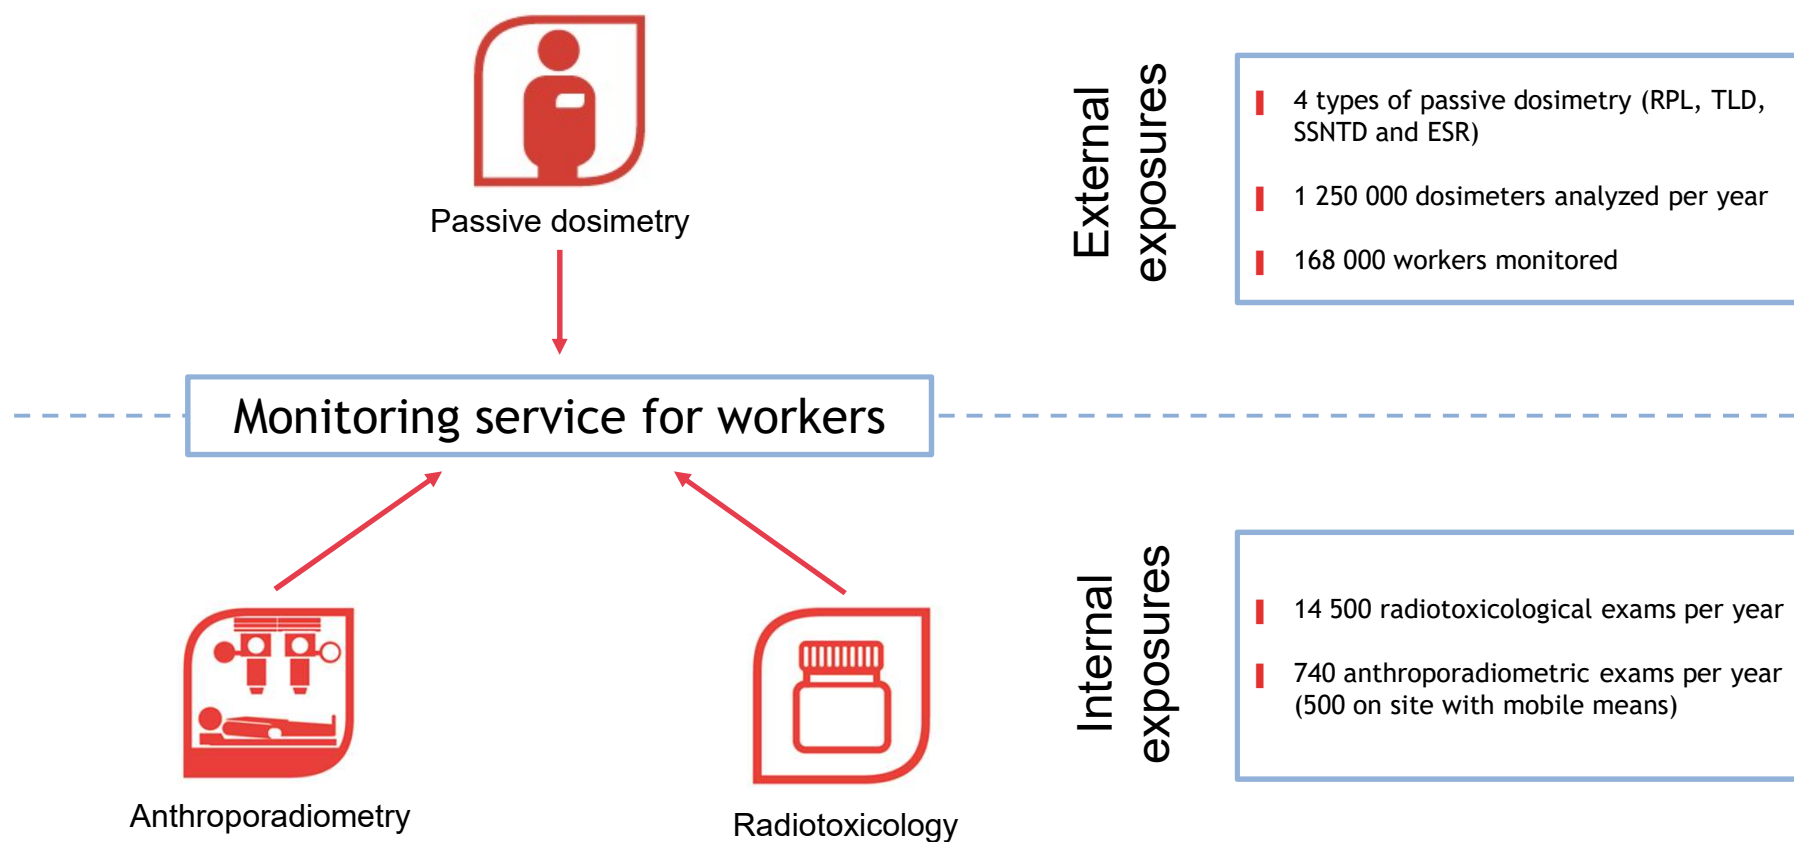 Passive dosimetry
External
exposures
4 types of passive dosimetry (RPL, TLD,
SSNTD and ESR)
1 250 000 dosimeters analyzed per year
168 000 workers monitored
Monitoring service for workers
Anthroporadiometry
Radiotoxicology
Internal
exposures
14 500 radiotoxicological exams per year
740 anthroporadiometric exams per year
(500 on site with mobile means)